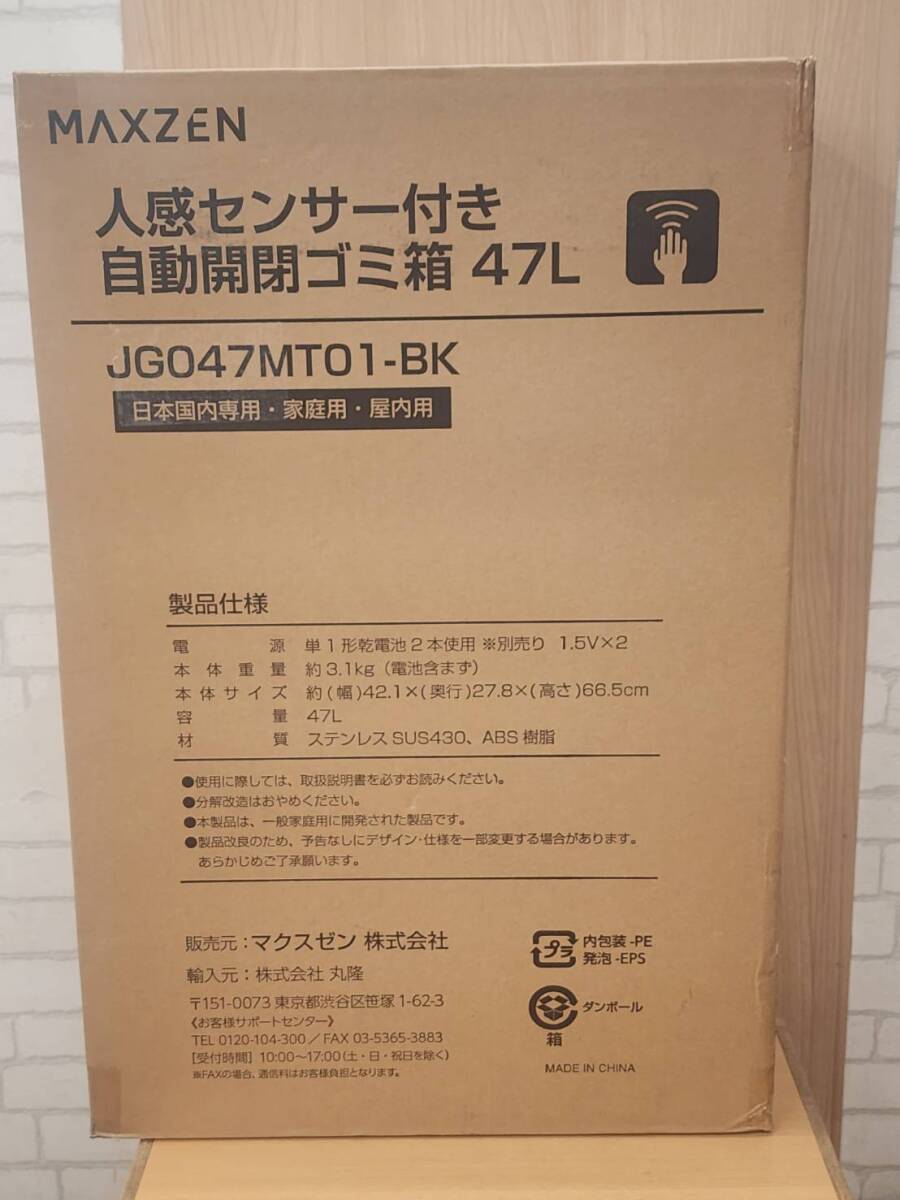 MAXZEN
人感センサー付き
自動開閉ゴミ箱 47L
JG047MT01-BK
日本国内専用・家庭用・屋内用
製品仕様
電源 単1形乾電池2本使用 ※別売り 1.5V×2
本体重量 約3.1kg（電池含まず）
本体サイズ 約(幅)42.1×(奥行)27.8×(高さ)66.5cm
容量 47L
材質 ステンレス SUS430、ABS 樹脂
●使用に際しては、取扱説明書を必ずお読みください。
●分解改造はおやめください。
●本製品は、一般家庭用に開発された製品です。
●製品改良のため、予告なしにデザイン・仕様を一部変更する場合があります。
あらかじめご了承願います。
販売元：マクスゼン 株式会社
輸入元：株式会社 丸隆
〒151-0073 東京都渋谷区笹塚 1-62-3
《お客様サポートセンター》
TEL 0120-104-300／FAX 03-5365-3883
[受付時間] 10:00〜17:00（土・日・祝日を除く）
※FAXの場合、通信料はお客様負担となります。
プラ
内包装-PE
発泡-EPS
ダンボール
箱
MADE IN CHINA